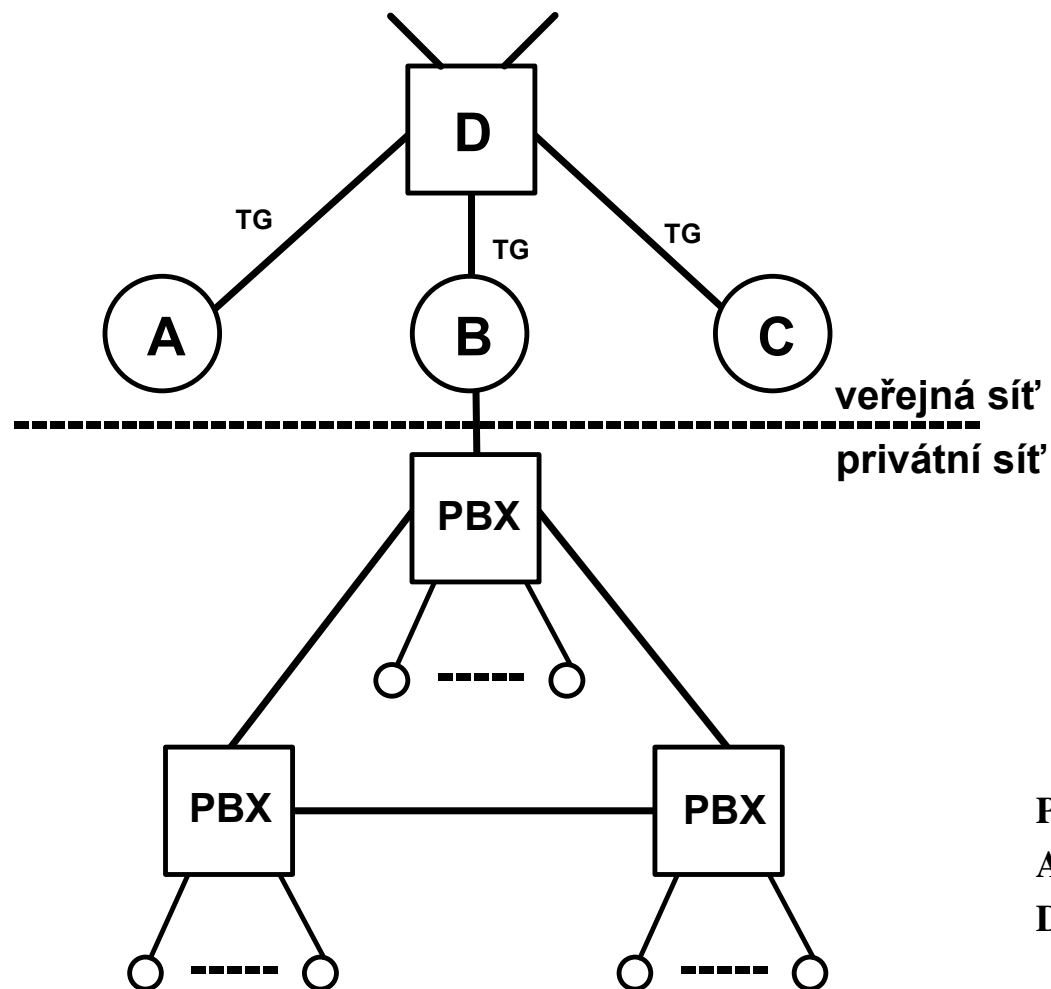 D
TG
TG
TG
A
B
C
veřejná síť
privátní síť
PBX
PBX
PBX
P
A
D